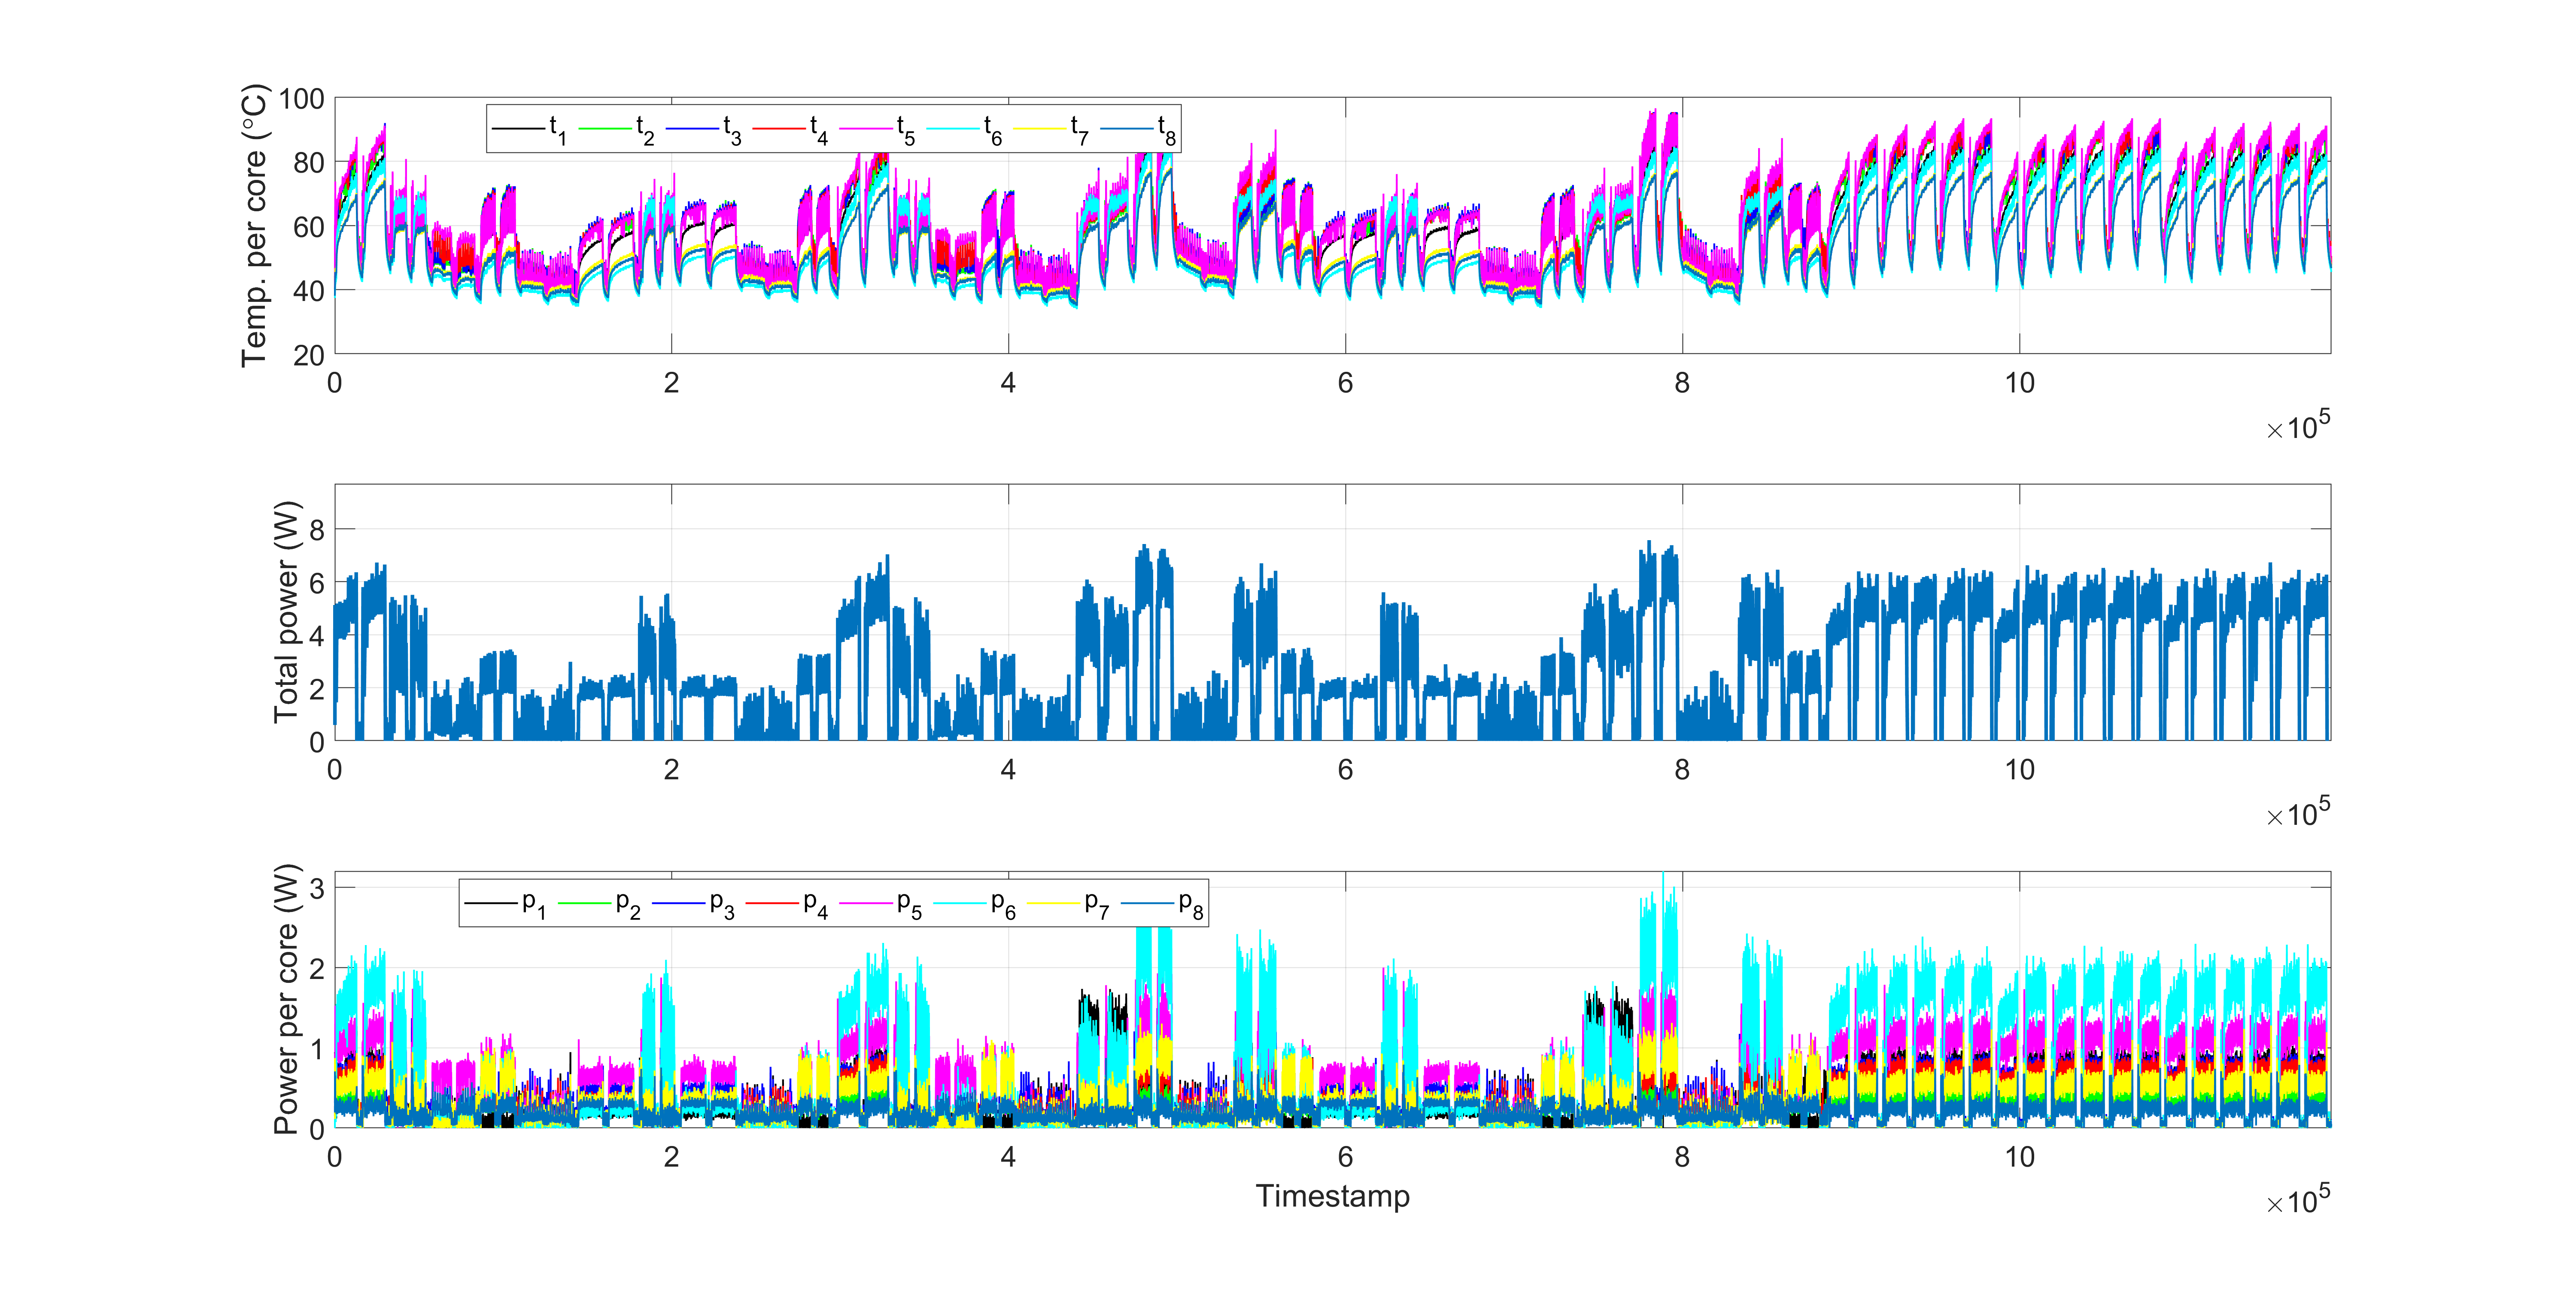 Temp. per core (°C)
100
80
60
40
20
t1 t2 t3 t4 t5 t6 t7 t8
0 2 4 6 8 10
×10^5
Total power (W)
8
6
4
2
0
0 2 4 6 8 10
×10^5
Power per core (W)
3
2
1
0
p1 p2 p3 p4 p5 p6 p7 p8
0 2 4 6 8 10
Timestamp
×10^5